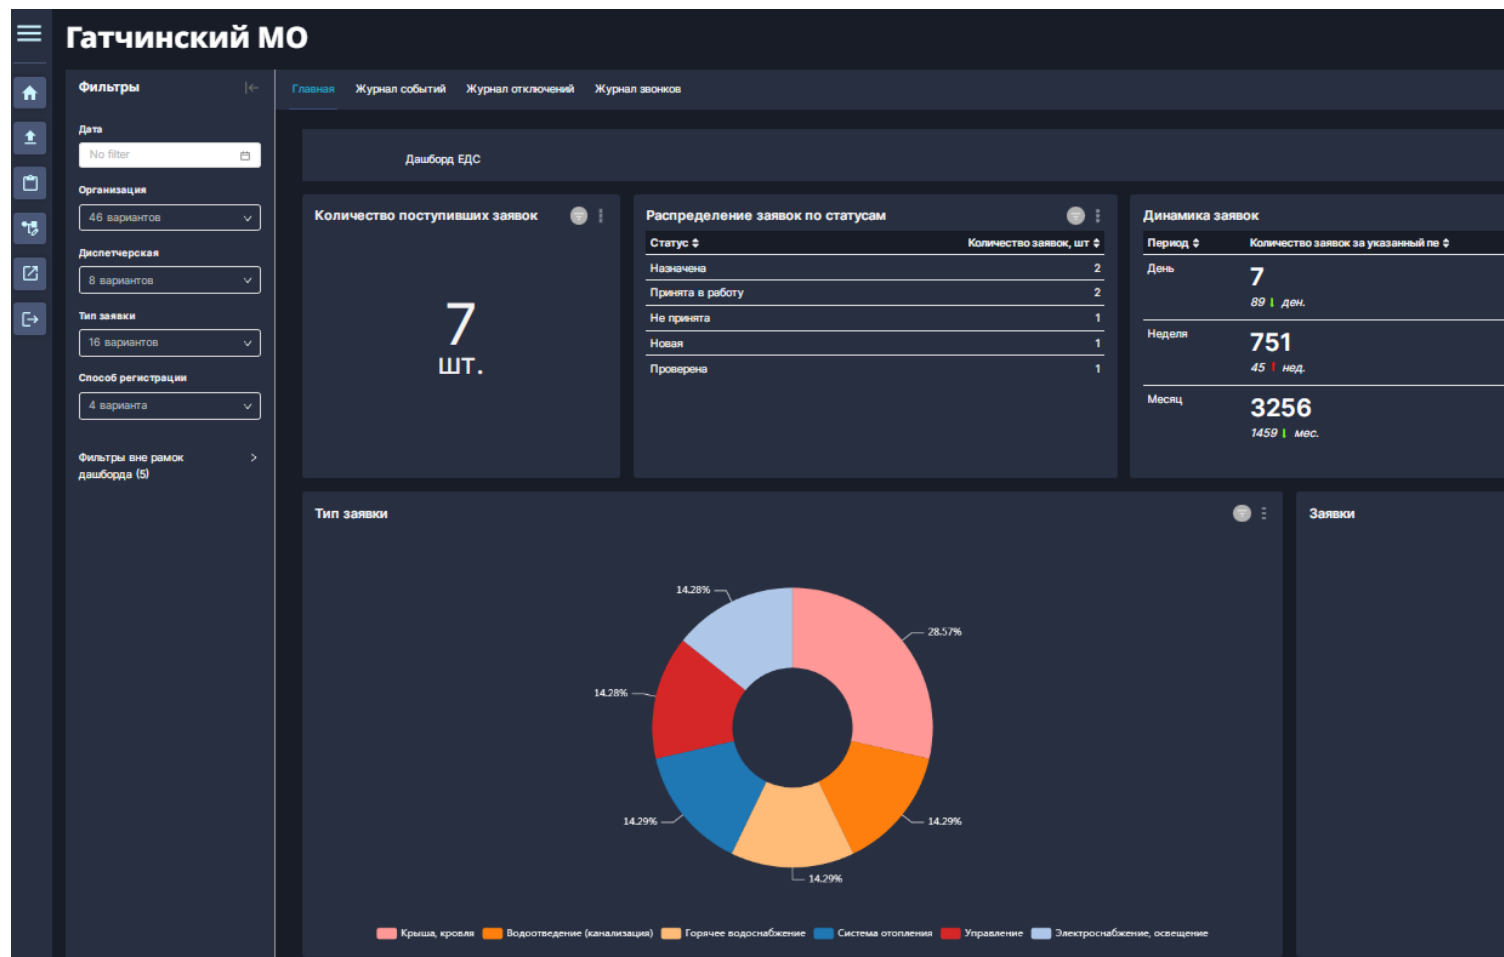 Гатчинский МО
Фильтры
Дата
No filter
Организация
46 вариантов
Диспетчерская
8 вариантов
Тип заявки
16 вариантов
Способ регистрации
4 варианта
Фильтры вне рамок
дашборда (5)
Главная Журнал событий Журнал отключений Журнал звонков
Дашборд ЕДС
Количество поступивших заявок
7
шт.
Распределение заявок по статусам
Статус Количество заявок, шт
Назначена 2
Принята в работу 2
Не принята 1
Новая 1
Проверена 1
Динамика заявок
Период Количество заявок за указанный пе
День 7
89 ден.
Неделя 751
45 нед.
Месяц 3256
1459 мес.
Тип заявки
14.28%
28.57%
14.28%
14.29%
14.29%
14.29%
Крыша, кровля Водоотведение (канализация) Горячее водоснабжение Система отопления Управление Электроснабжение, освещение
Заявки